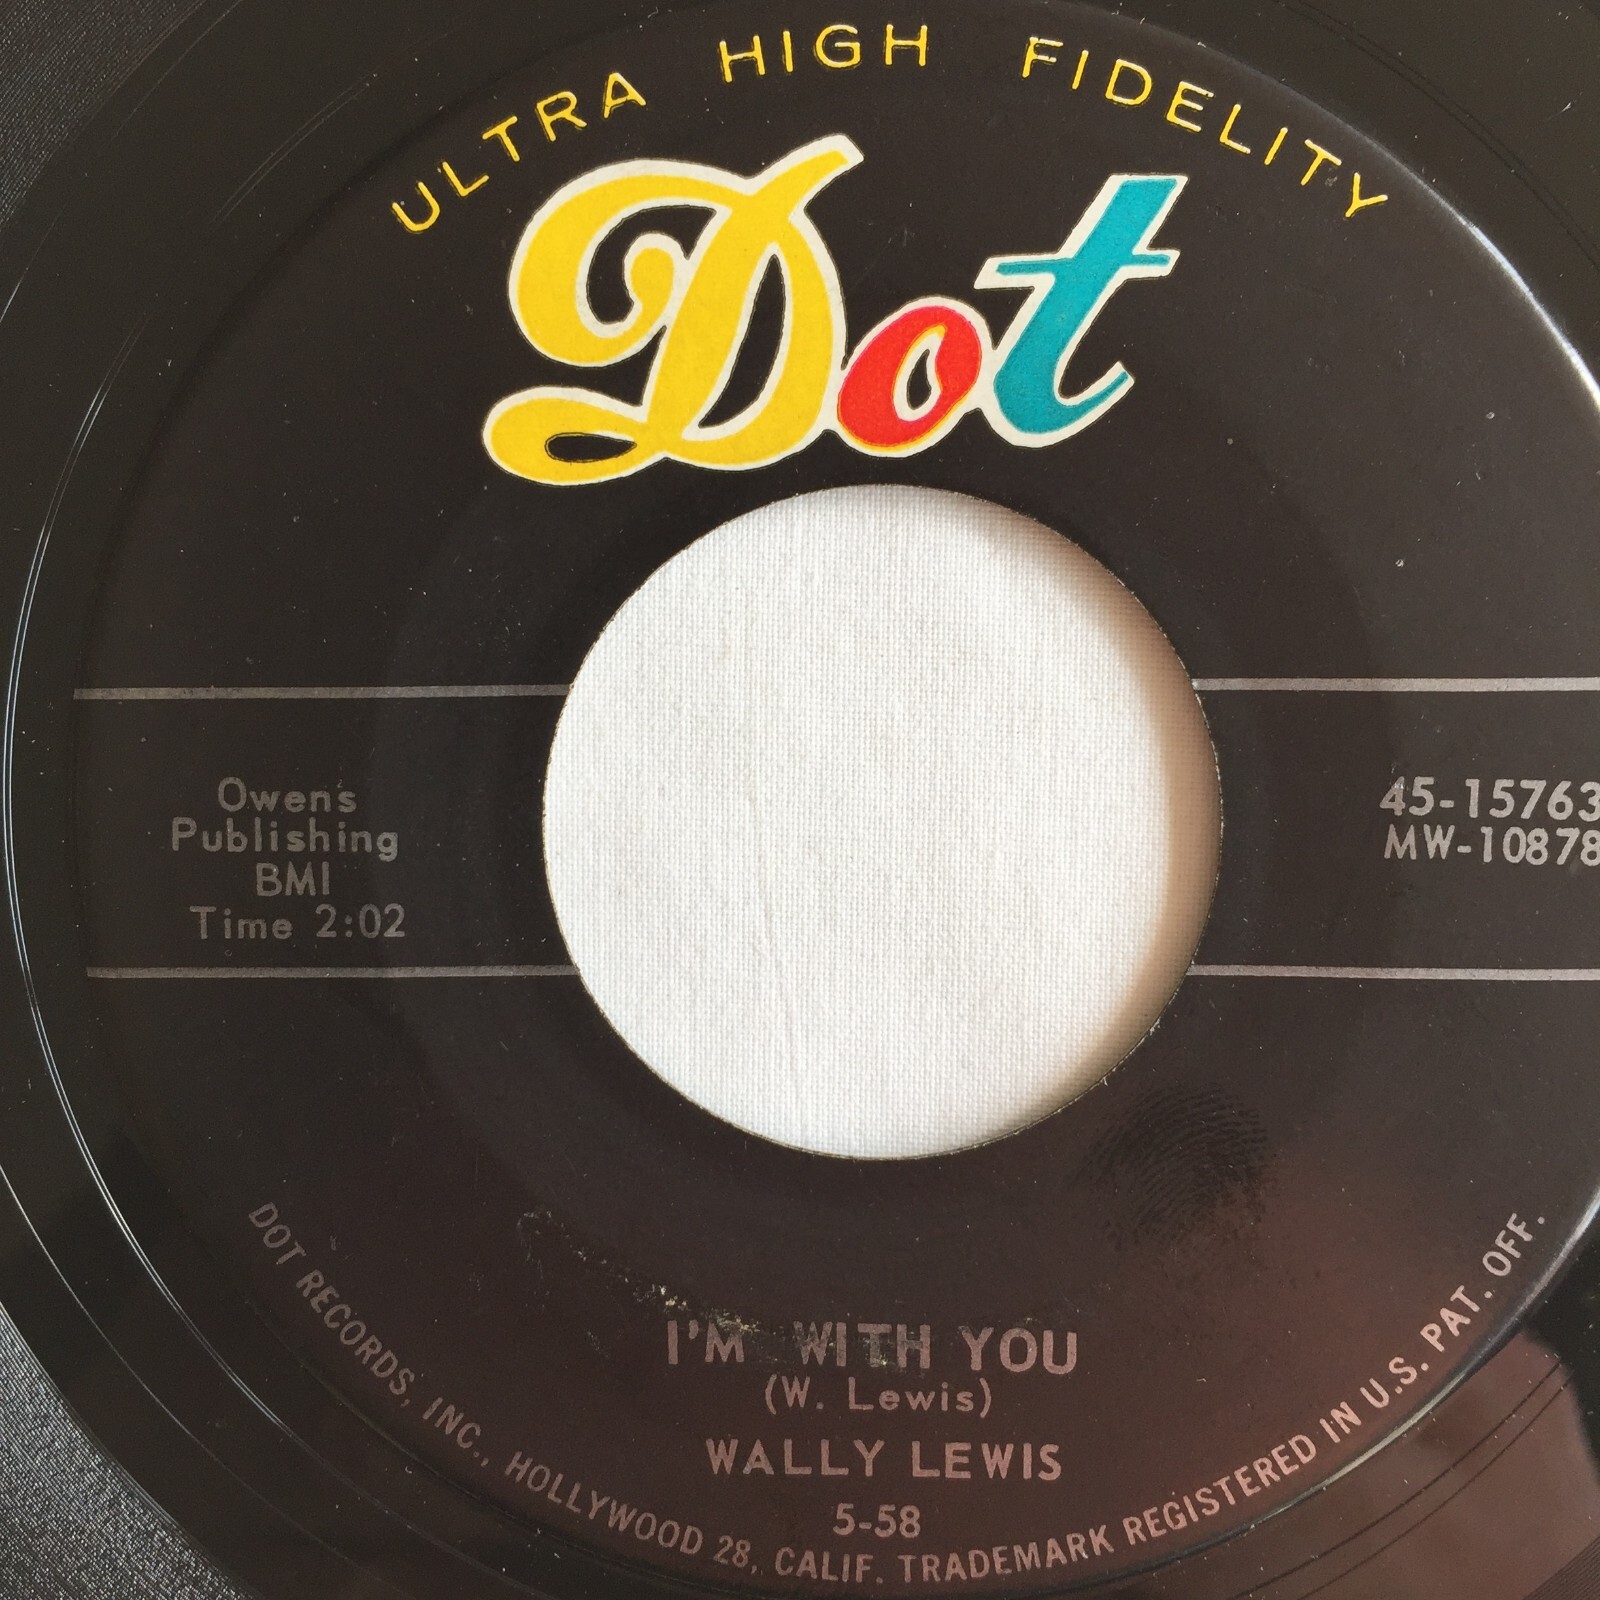 ULTRA HIGH FIDELITY
Dot
Owen's
Publishing
BMI
Time 2:02
45-15763
MW-10878
I'M WITH YOU
(W. Lewis)
WALLY LEWIS
5-58
DOT RECORDS, INC., HOLLYWOOD 28, CALIF. TRADEMARK REGISTERED IN U.S. PAT. OFF.